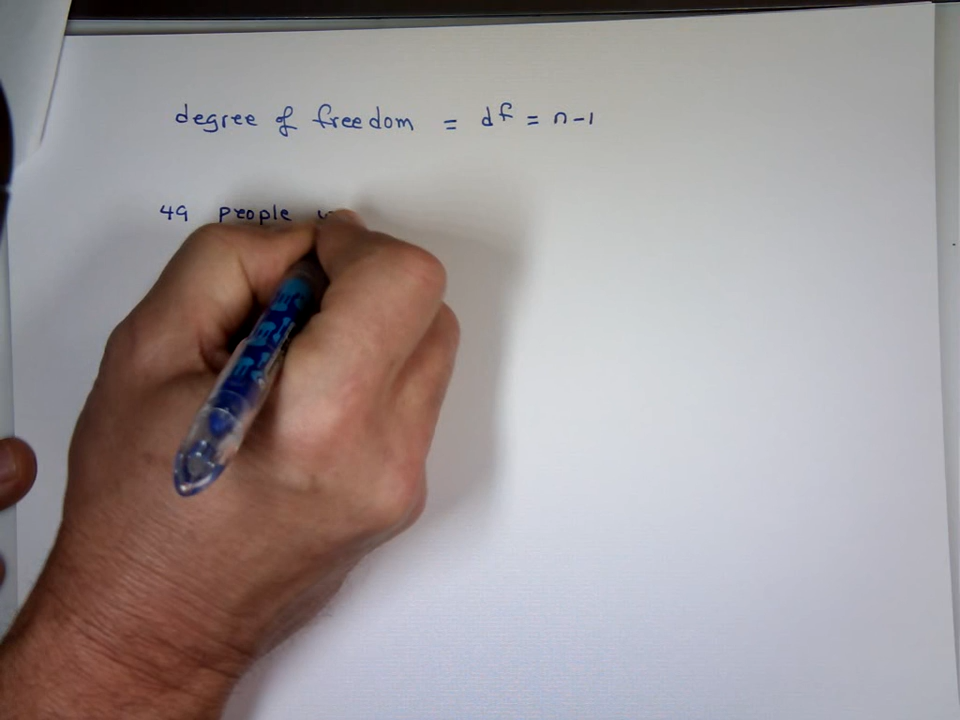 degree of freedom = df = n-1
49 people